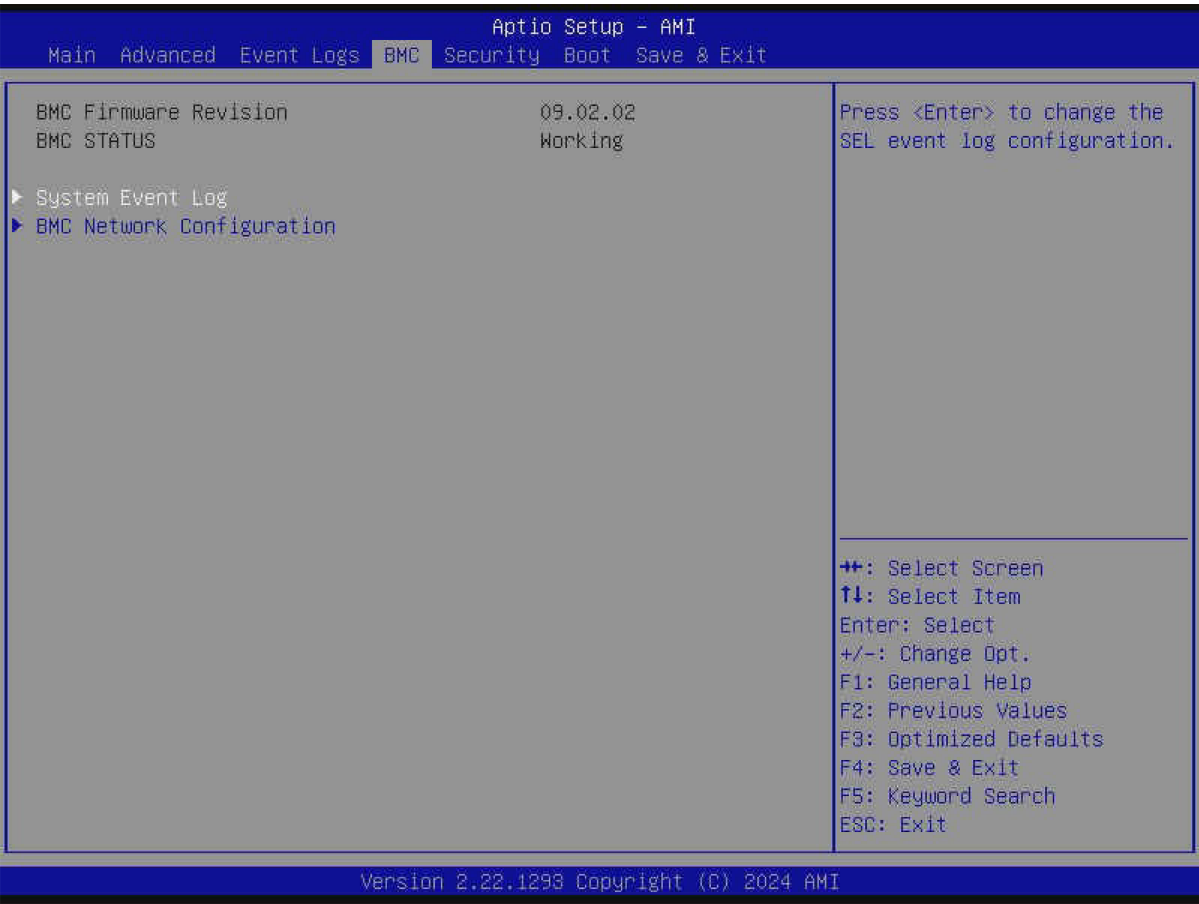 Aptio Setup – AMI
Main Advanced Event Logs BMC Security Boot Save & Exit
BMC Firmware Revision 09.02.02
BMC STATUS Working
System Event Log
BMC Network Configuration
Press <Enter> to change the
SEL event log configuration.
→←: Select Screen
↑↓: Select Item
Enter: Select
+/-: Change Opt.
F1: General Help
F2: Previous Values
F3: Optimized Defaults
F4: Save & Exit
F5: Keyword Search
ESC: Exit
Version 2.22.1293 Copyright (C) 2024 AMI